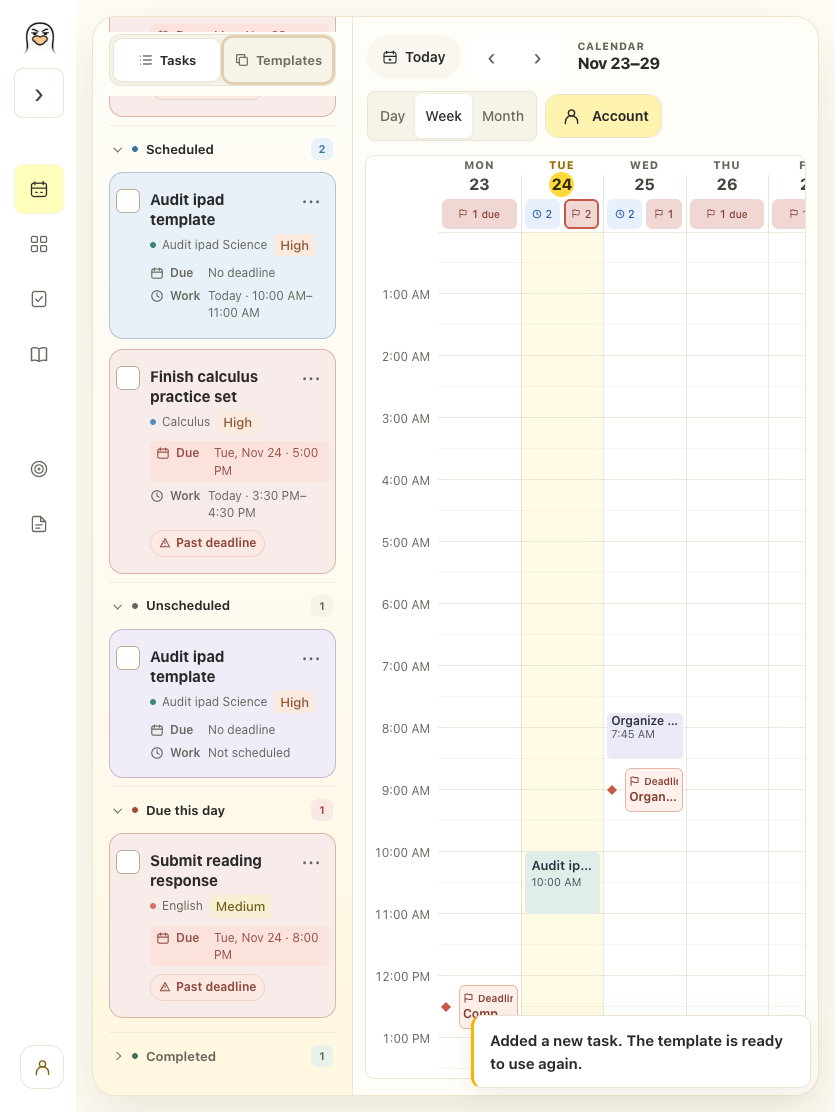 Tasks
Templates
Scheduled
2
Audit ipad
template
Audit ipad Science
High
Due
No deadline
Work
Today · 10:00 AM–
11:00 AM
Finish calculus
practice set
Calculus
High
Due
Tue, Nov 24 · 5:00
PM
Work
Today · 3:30 PM–
4:30 PM
Past deadline
Unscheduled
1
Audit ipad
template
Audit ipad Science
High
Due
No deadline
Work
Not scheduled
Due this day
1
Submit reading
response
English
Medium
Due
Tue, Nov 24 · 8:00
PM
Past deadline
Completed
1
Today
CALENDAR
Nov 23–29
Day
Week
Month
Account
MON
TUE
WED
THU
F
23
24
25
26
2
1 due
2
2
2
1
1 due
1
1:00 AM
2:00 AM
3:00 AM
4:00 AM
5:00 AM
6:00 AM
7:00 AM
8:00 AM
9:00 AM
10:00 AM
11:00 AM
12:00 PM
1:00 PM
Organize ...
7:45 AM
Deadlin
Organ...
Audit ip...
10:00 AM
Deadlin
Comp
Added a new task. The template is ready
to use again.